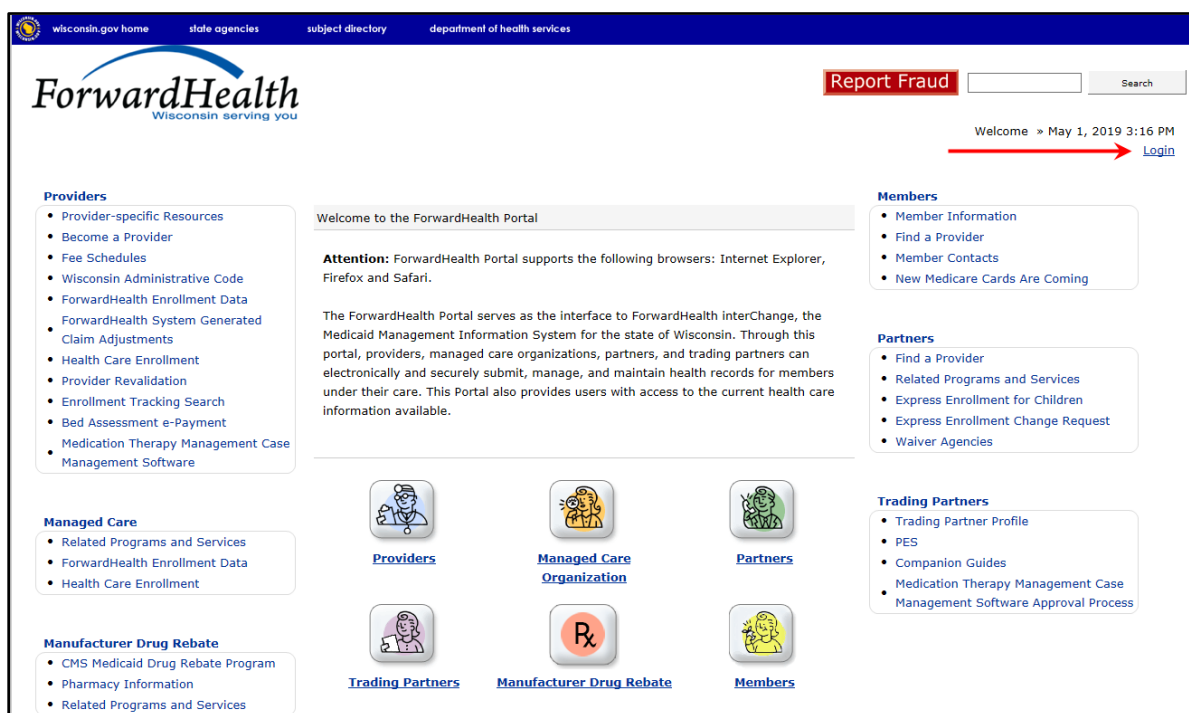 wisconsin.gov home state agencies subject directory department of health services
ForwardHealth
Wisconsin serving you
Report Fraud
Search
Welcome » May 1, 2019 3:16 PM
Login
Providers
Provider-specific Resources
Become a Provider
Fee Schedules
Wisconsin Administrative Code
ForwardHealth Enrollment Data
ForwardHealth System Generated
Claim Adjustments
Health Care Enrollment
Provider Revalidation
Enrollment Tracking Search
Bed Assessment e-Payment
Medication Therapy Management Case
Management Software
Managed Care
Related Programs and Services
ForwardHealth Enrollment Data
Health Care Enrollment
Manufacturer Drug Rebate
CMS Medicaid Drug Rebate Program
Pharmacy Information
Related Programs and Services
Welcome to the ForwardHealth Portal
Attention: ForwardHealth Portal supports the following browsers: Internet Explorer,
Firefox and Safari.
The ForwardHealth Portal serves as the interface to ForwardHealth interChange, the
Medicaid Management Information System for the state of Wisconsin. Through this
portal, providers, managed care organizations, partners, and trading partners can
electronically and securely submit, manage, and maintain health records for members
under their care. This Portal also provides users with access to the current health care
information available.
Providers
Managed Care
Organization
Partners
Trading Partners
Manufacturer Drug Rebate
Members
Members
Member Information
Find a Provider
Member Contacts
New Medicare Cards Are Coming
Partners
Find a Provider
Related Programs and Services
Express Enrollment for Children
Express Enrollment Change Request
Waiver Agencies
Trading Partners
Trading Partner Profile
PES
Companion Guides
Medication Therapy Management Case
Management Software Approval Process